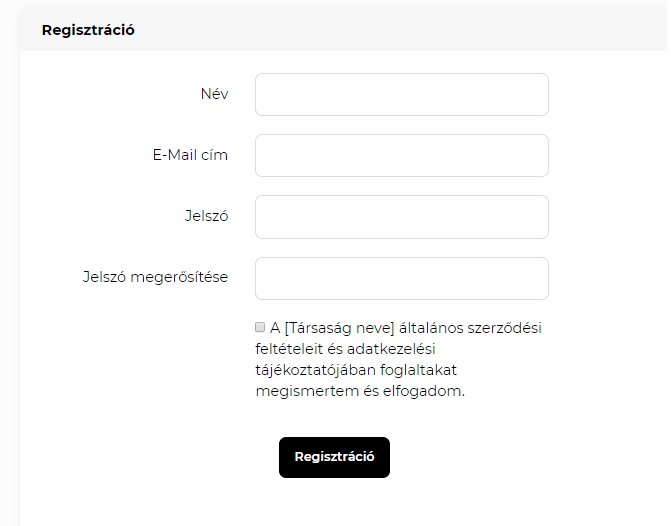 Regisztráció
Név
E-Mail cím
Jelszó
Jelszó megerősítése
A [Társaság neve] általános szerződési
feltételeit és adatkezelési
tájékoztatójában foglaltakat
megismertem és elfogadom.
Regisztráció